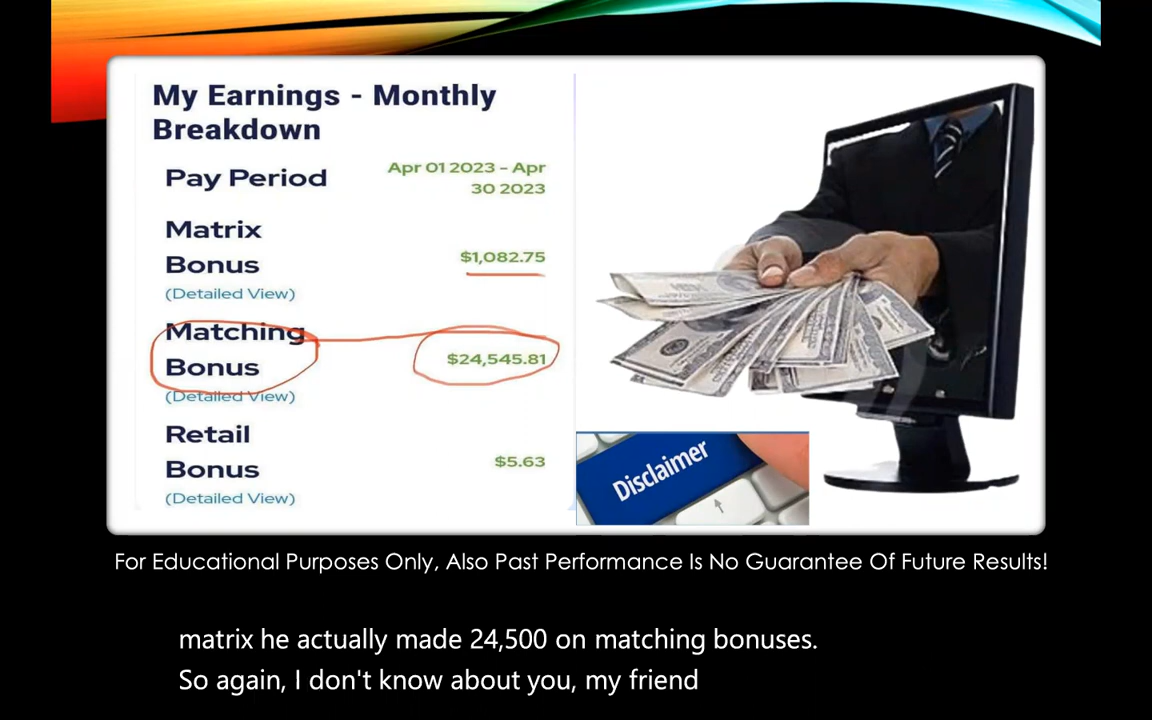 My Earnings - Monthly
Breakdown
Pay Period
Apr 01 2023 - Apr
30 2023
Matrix
Bonus
$1,082.75
(Detailed View)
Matching
Bonus
$24,545.81
(Detailed View)
Retail
Bonus
$5.63
(Detailed View)
Disclaimer
For Educational Purposes Only, Also Past Performance Is No Guarantee Of Future Results!
matrix he actually made 24,500 on matching bonuses.
So again, I don't know about you, my friend